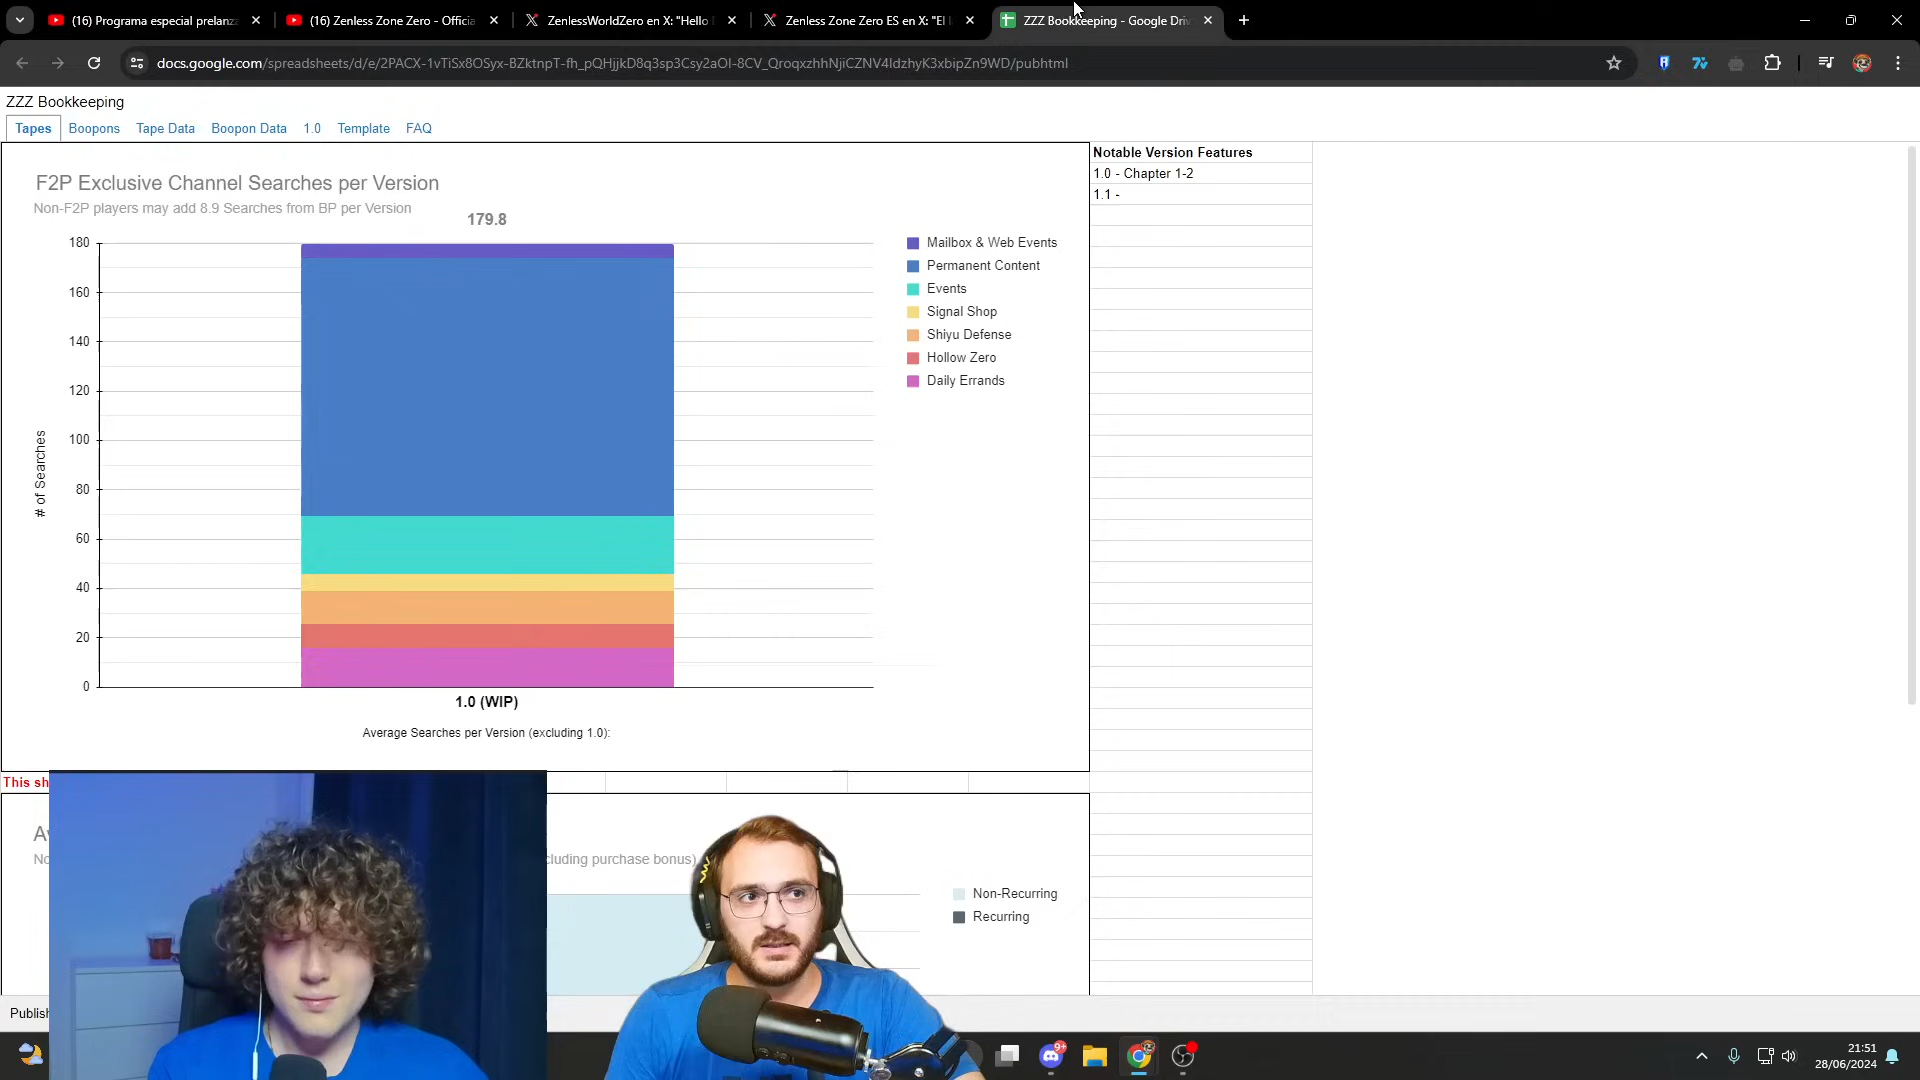 (16) Programa especial prelanza
(16) Zenless Zone Zero - Officia
ZenlessWorldZero en X: "Hello
Zenless Zone Zero ES en X: "El
ZZZ Bookkeeping - Google Driv
docs.google.com/spreadsheets/d/e/2PACX-1vTiSx8OSyx-BZktnpT-fh_pQHjjkD8q3sp3Csy2aOl-8CV_QroqxzhhNjiCZNV4ldzhyK3xbipZn9WD/pubhtml
ZZZ Bookkeeping
Tapes Boopons Tape Data Boopon Data 1.0 Template FAQ
F2P Exclusive Channel Searches per Version
Non-F2P players may add 8.9 Searches from BP per Version
179.8
180
160
140
120
100
80
60
40
20
0
# of Searches
1.0 (WIP)
Average Searches per Version (excluding 1.0):
Mailbox & Web Events
Permanent Content
Events
Signal Shop
Shiyu Defense
Hollow Zero
Daily Errands
Notable Version Features
1.0 - Chapter 1-2
1.1 -
This sh
cluding purchase bonus)
Non-Recurring
Recurring
Publish
9+
21:51
28/06/2024